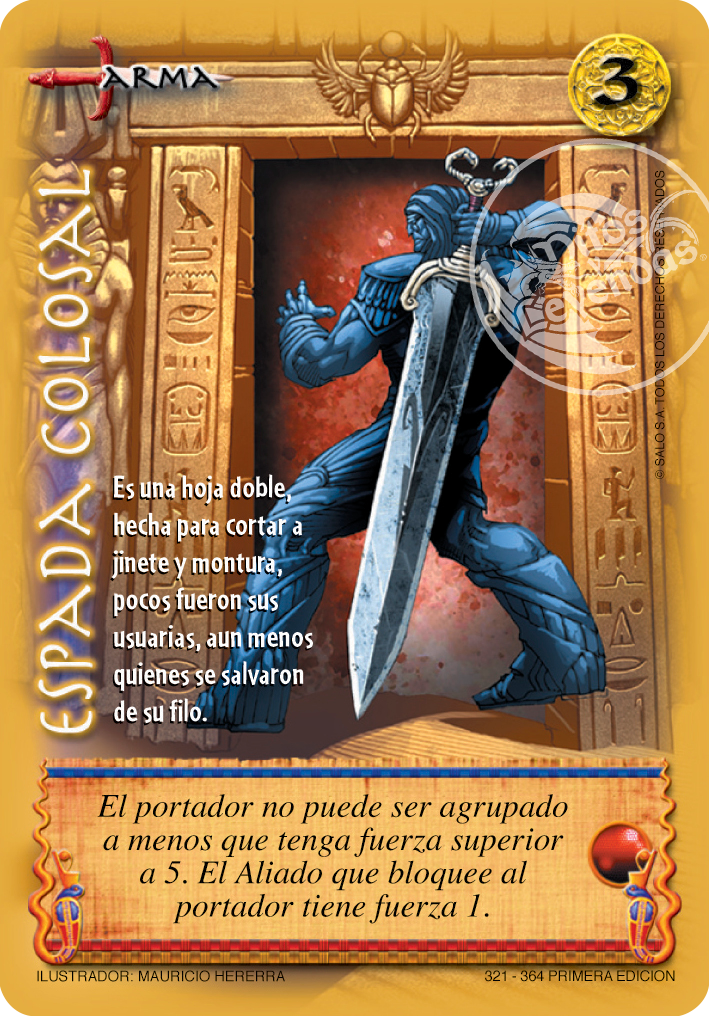 ARMA
3
ESPADA COLOSAL
Mitos
y
Leyendas®
© SALO S.A. TODOS LOS DERECHOS RESERVADOS
Es una hoja doble,
hecha para cortar a
jinete y montura,
pocos fueron sus
usuarias, aun menos
quienes se salvaron
de su filo.
El portador no puede ser agrupado
a menos que tenga fuerza superior
a 5. El Aliado que bloquee al
portador tiene fuerza 1.
ILUSTRADOR: MAURICIO HERERRA
321 - 364 PRIMERA EDICION